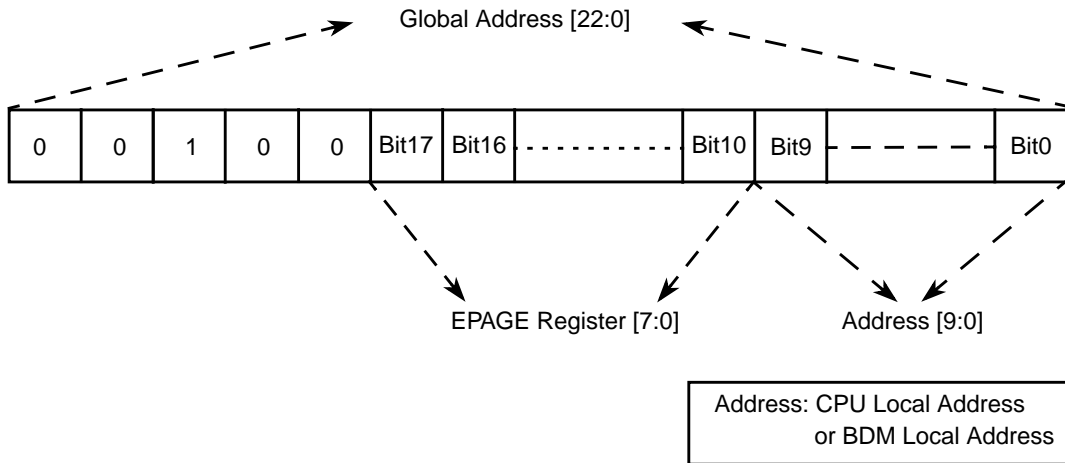 Global Address [22:0]
0 0 1 0 0 Bit17 Bit16 Bit10 Bit9 Bit0
EPAGE Register [7:0] Address [9:0]
Address: CPU Local Address
or BDM Local Address